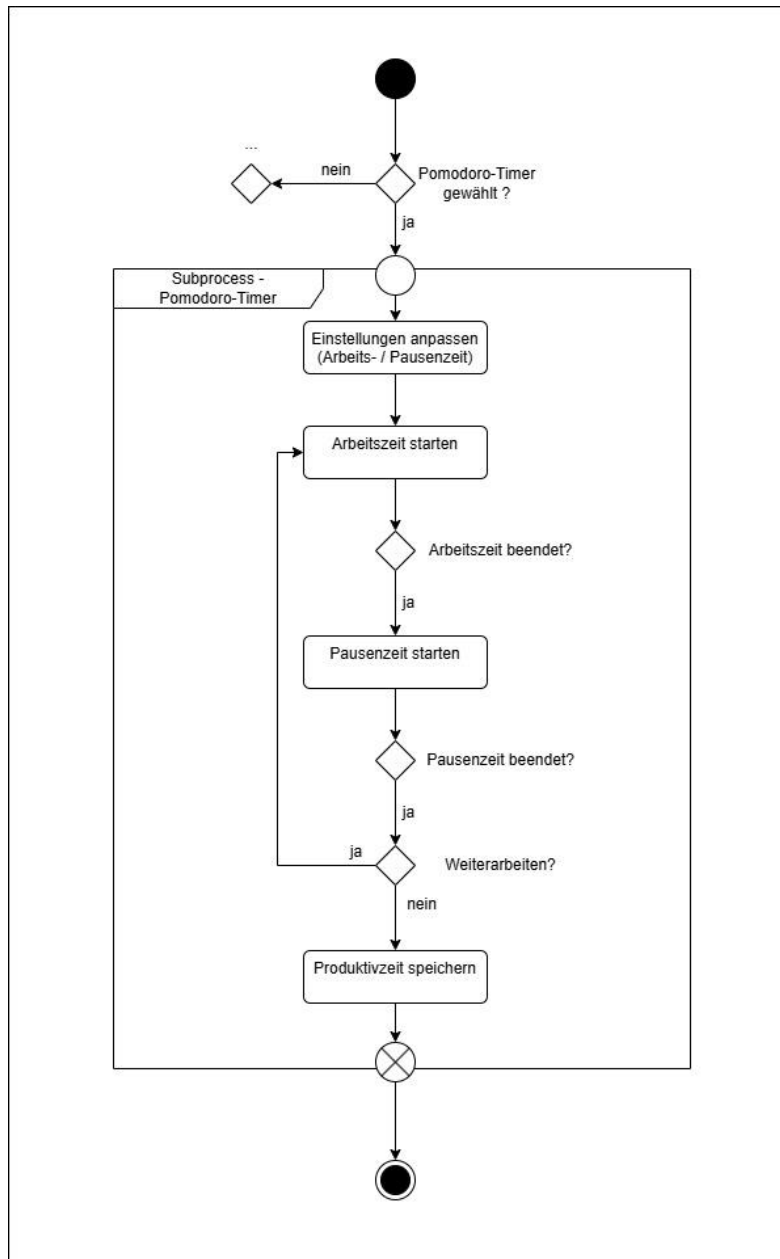 ...
nein
Pomodoro-Timer
gewählt ?
ja
Subprocess -
Pomodoro-Timer
Einstellungen anpassen
(Arbeits- / Pausenzeit)
Arbeitszeit starten
Arbeitszeit beendet?
ja
Pausenzeit starten
Pausenzeit beendet?
ja
ja
Weiterarbeiten?
nein
Produktivzeit speichern